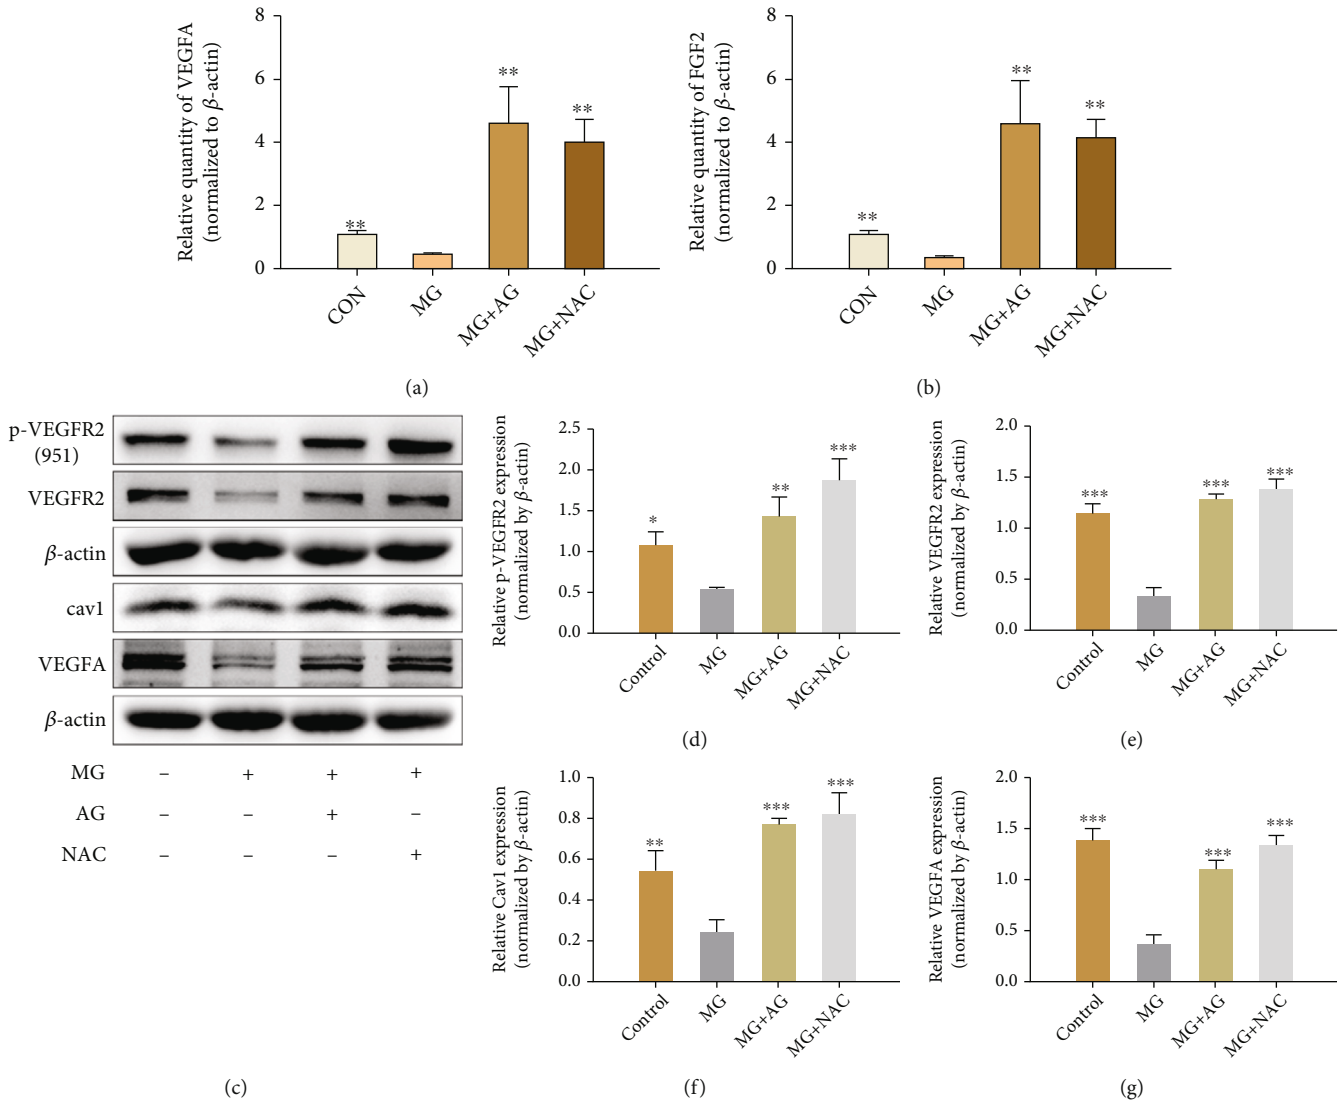 Relative quantity of VEGFA
(normalized to β-actin)
8
6
4
2
0
**
**
**
CON
MG
MG+AG
MG+NAC
(a)
Relative quantity of FGF2
(normalized to β-actin)
8
6
4
2
0
**
**
**
CON
MG
MG+AG
MG+NAC
(b)
p-VEGFR2
(951)
VEGFR2
β-actin
cav1
VEGFA
β-actin
MG – + + +
AG – – + –
NAC – – – +
(c)
Relative p-VEGFR2 expression
(normalized by β-actin)
2.5
2.0
1.5
1.0
0.5
0.0
*
**
***
Control
MG
MG+AG
MG+NAC
(d)
Relative VEGFR2 expression
(normalized by β-actin)
2.0
1.5
1.0
0.5
0.0
***
***
***
Control
MG
MG+AG
MG+NAC
(e)
Relative Cav1 expression
(normalized by β-actin)
1.0
0.8
0.6
0.4
0.2
0.0
**
***
***
Control
MG
MG+AG
MG+NAC
(f)
Relative VEGFA expression
(normalized by β-actin)
2.0
1.5
1.0
0.5
0.0
***
***
***
Control
MG
MG+AG
MG+NAC
(g)